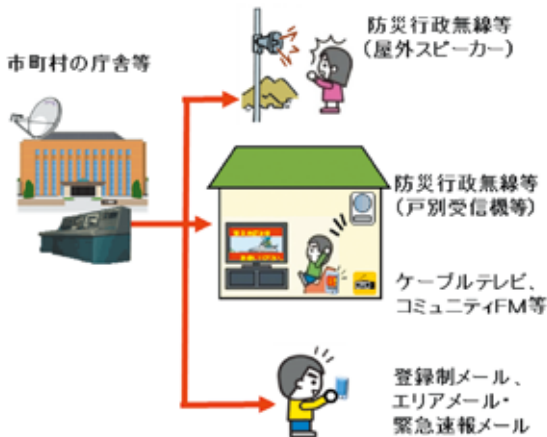 市町村の庁舎等
防災行政無線等
(屋外スピーカー)
防災行政無線等
(戸別受信機等)
ケーブルテレビ、
コミュニティFM等
登録制メール、
エリアメール・
緊急速報メール